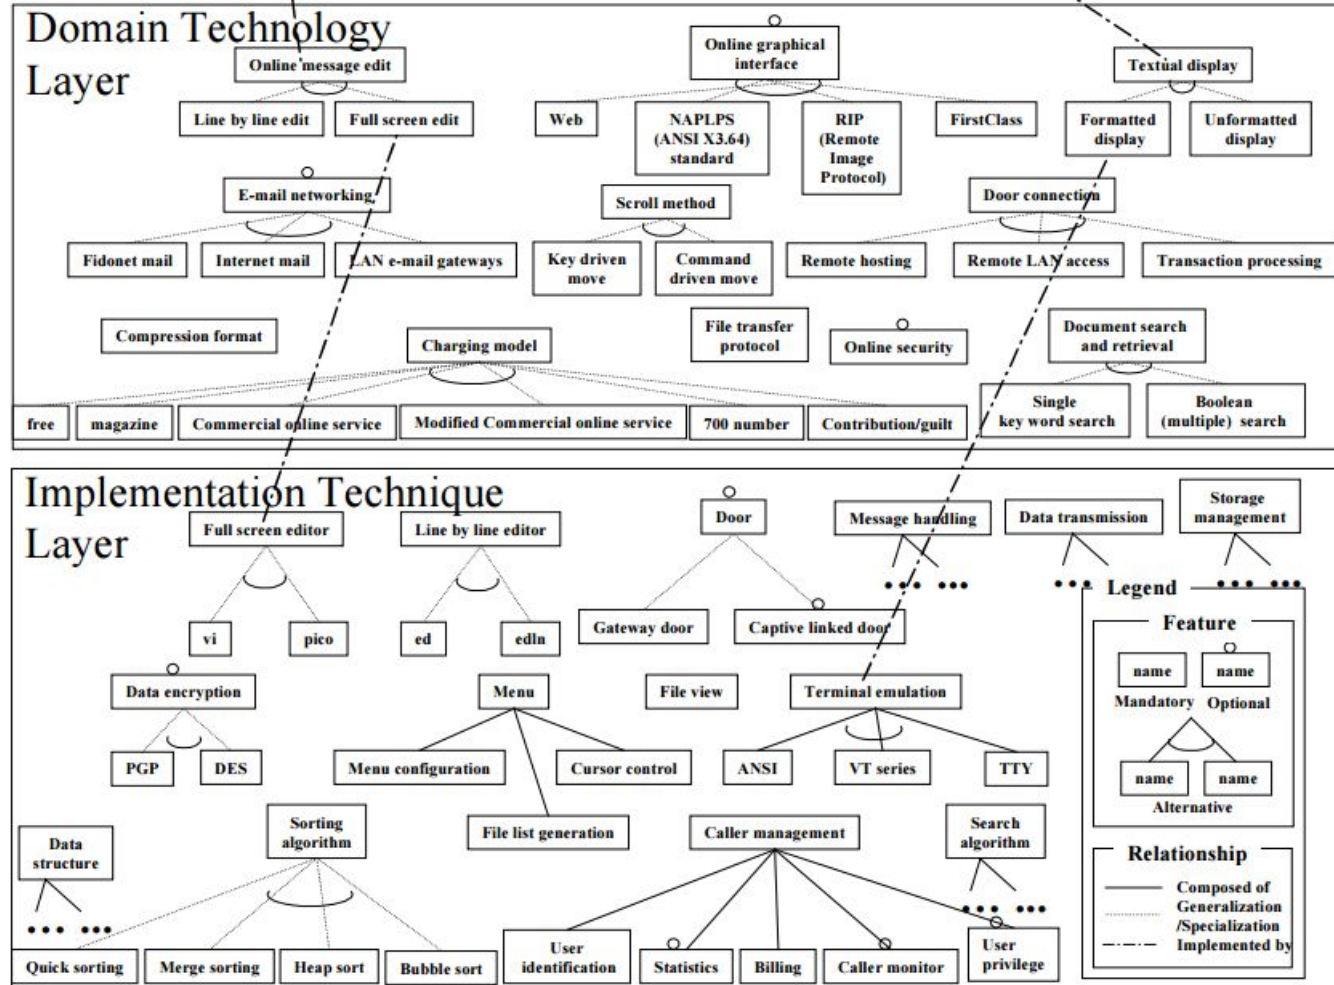 Domain Technology
Layer
Online message edit
Online graphical
interface
Textual display
Line by line edit
Full screen edit
Web
NAPLPS
(ANSI X3.64)
standard
RIP
(Remote
Image
Protocol)
FirstClass
Formatted
display
Unformatted
display
E-mail networking
Scroll method
Door connection
Fidonet mail
Internet mail
LAN e-mail gateways
Key driven
move
Command
driven move
Remote hosting
Remote LAN access
Transaction processing
Compression format
Charging model
File transfer
protocol
Online security
Document search
and retrieval
free
magazine
Commercial online service
Modified Commercial online service
700 number
Contribution/guilt
Single
key word search
Boolean
(multiple) search
Implementation Technique
Layer
Full screen editor
Line by line editor
Door
Message handling
Data transmission
Storage
management
vi
pico
ed
edln
Gateway door
Captive linked door
Data encryption
Menu
File view
Terminal emulation
PGP
DES
Menu configuration
Cursor control
ANSI
VT series
TTY
File list generation
Data
structure
Sorting
algorithm
Caller management
Search
algorithm
Quick sorting
Merge sorting
Heap sort
Bubble sort
User
identification
Statistics
Billing
Caller monitor
User
privilege
Legend
Feature
name
name
Mandatory
Optional
name
name
Alternative
Relationship
Composed of
Generalization
/Specialization
Implemented by